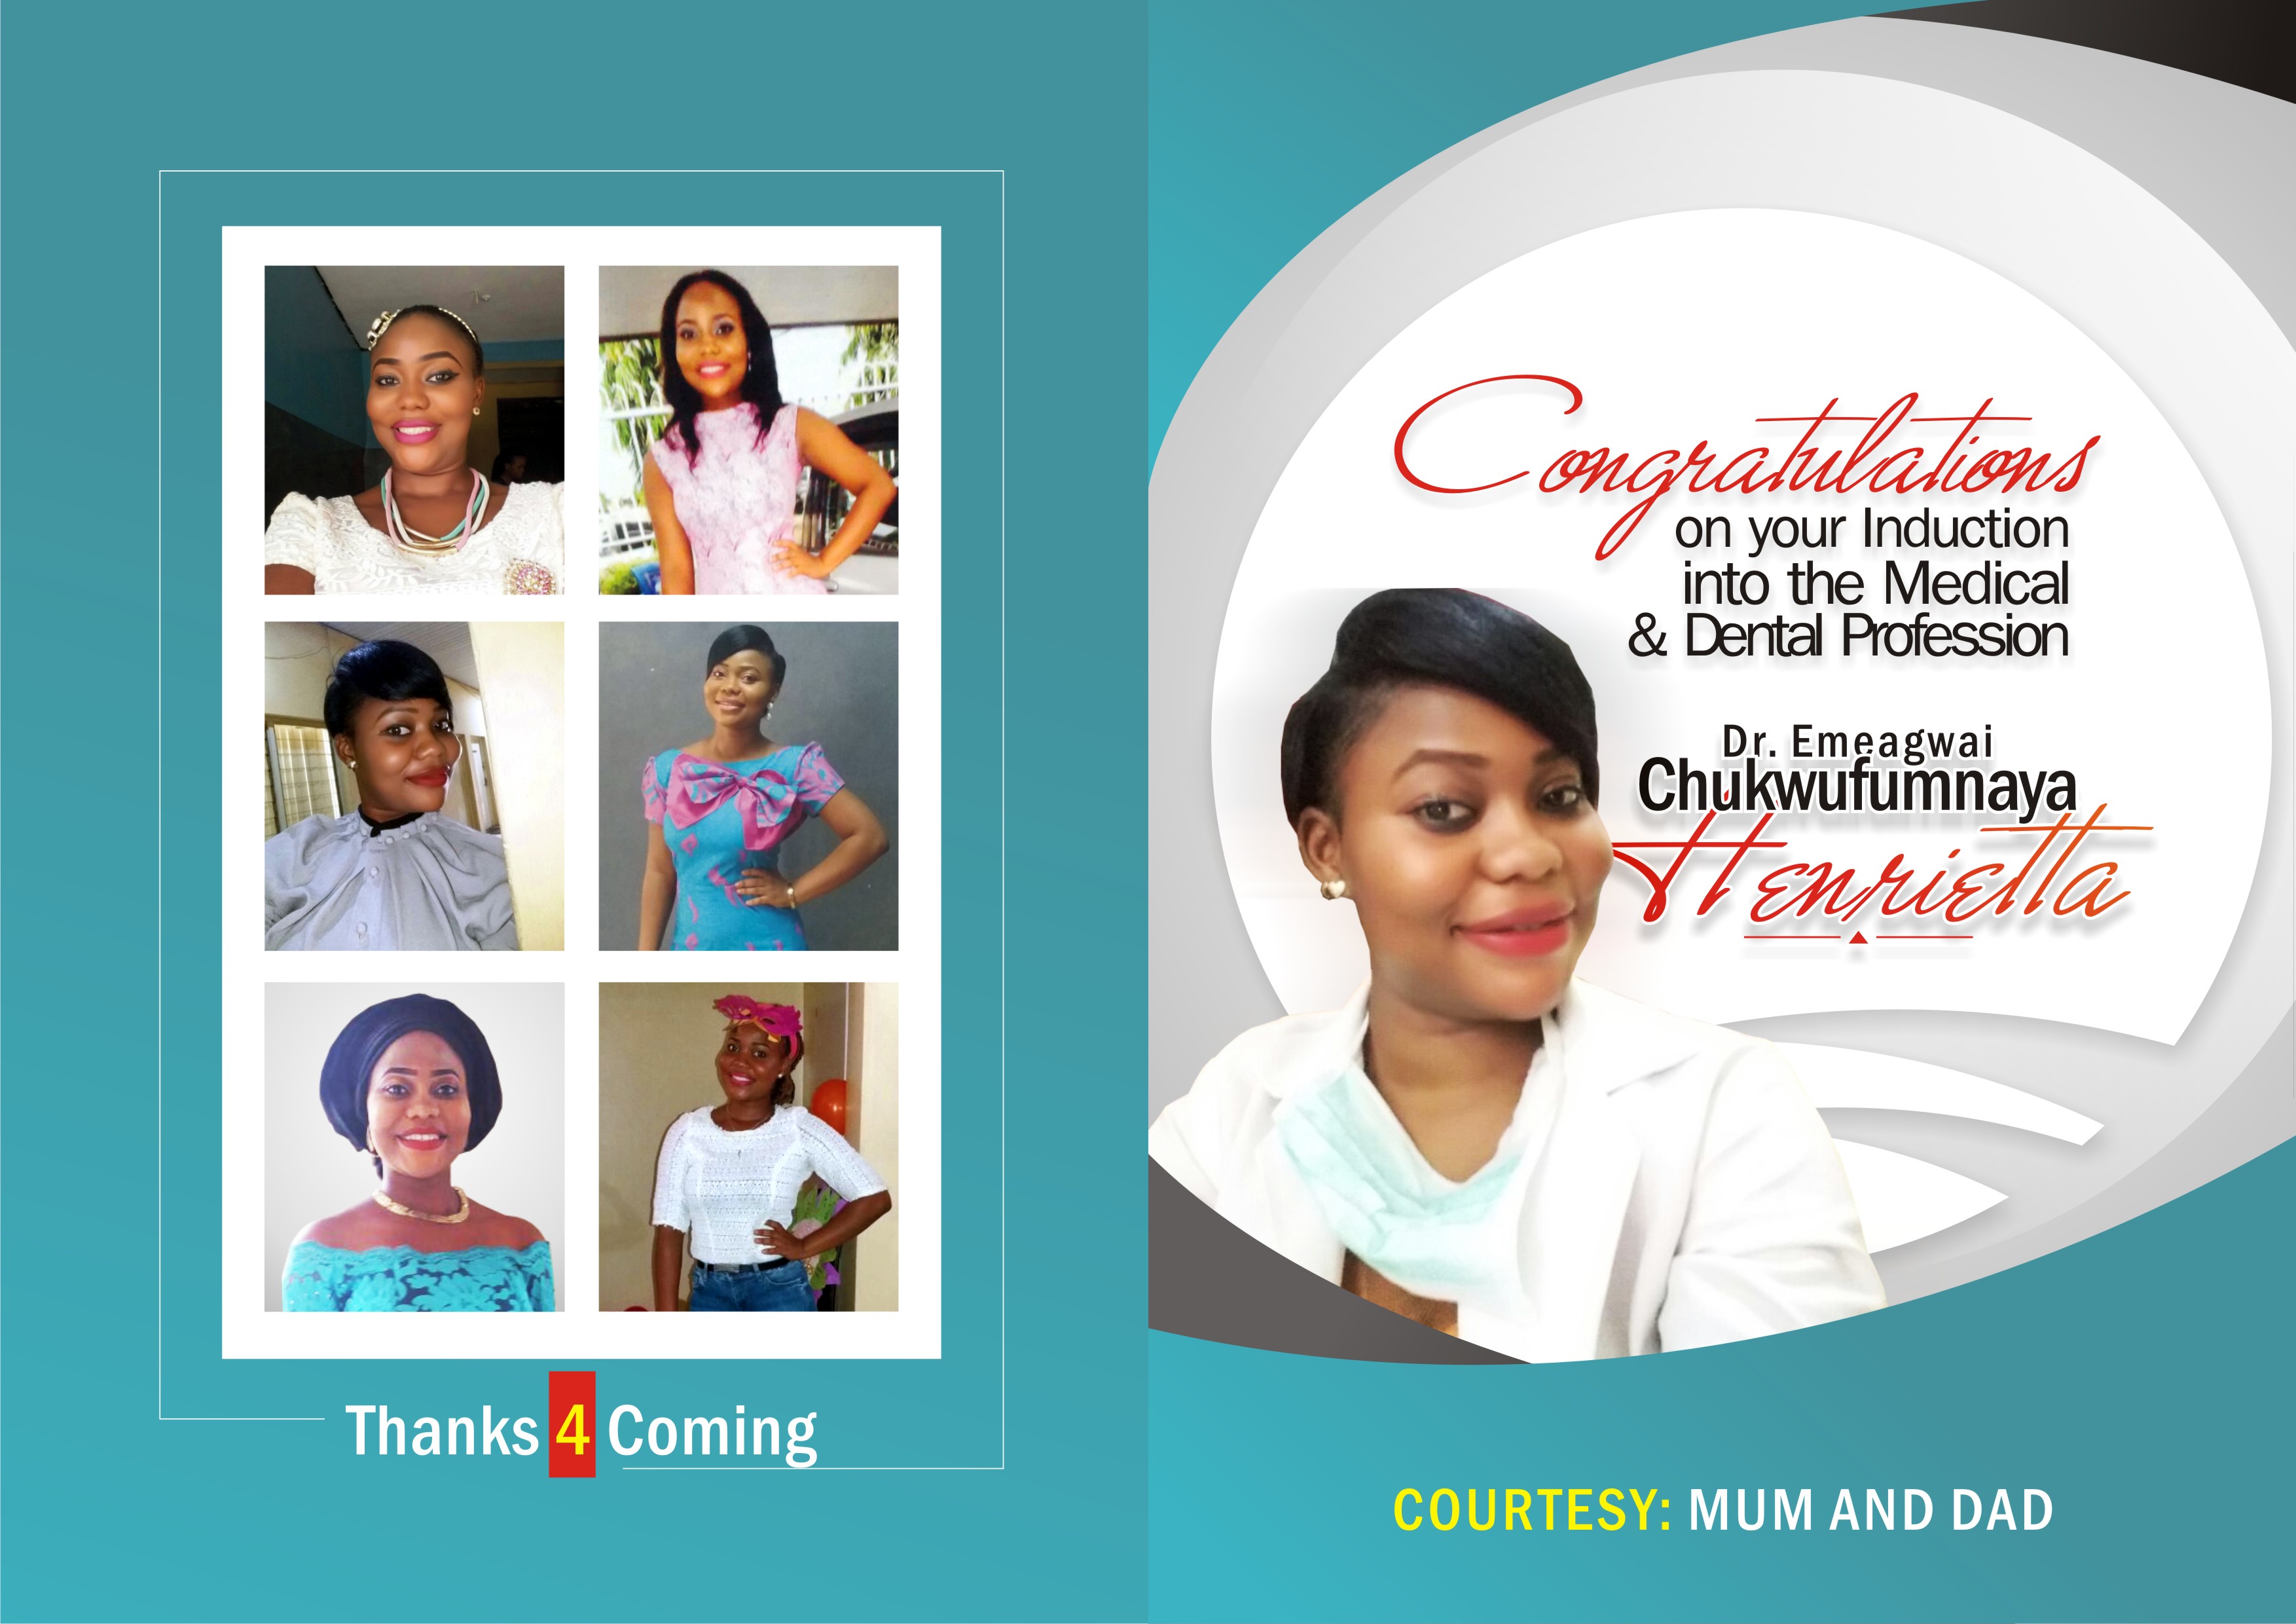 Thanks 4 Coming
Congratulations
on your Induction
into the Medical
& Dental Profession
Dr. Emeagwai
Chukwufumnaya
Henrietta
COURTESY: MUM AND DAD